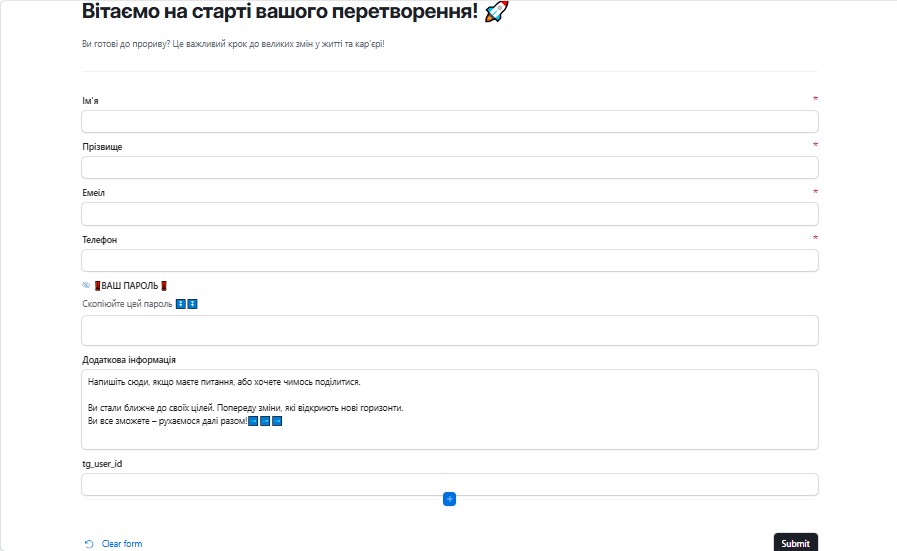 Вітаємо на старті вашого перетворення! 🚀
Ви готові до прориву? Це важливий крок до великих змін у житті та кар'єрі!
Ім'я *
Прізвище *
Емеіл *
Телефон *
ВАШ ПАРОЛЬ
Скопіюйте цей пароль ⏬⏬
Додаткова інформація
Напишіть сюди, якщо маєте питання, або хочете чимось поділитися.
Ви стали ближче до своїх цілей. Попереду зміни, які відкриють нові горизонти.
Ви все зможете – рухаємося далі разом!➡➡➡
tg_user_id
+
Clear form
Submit